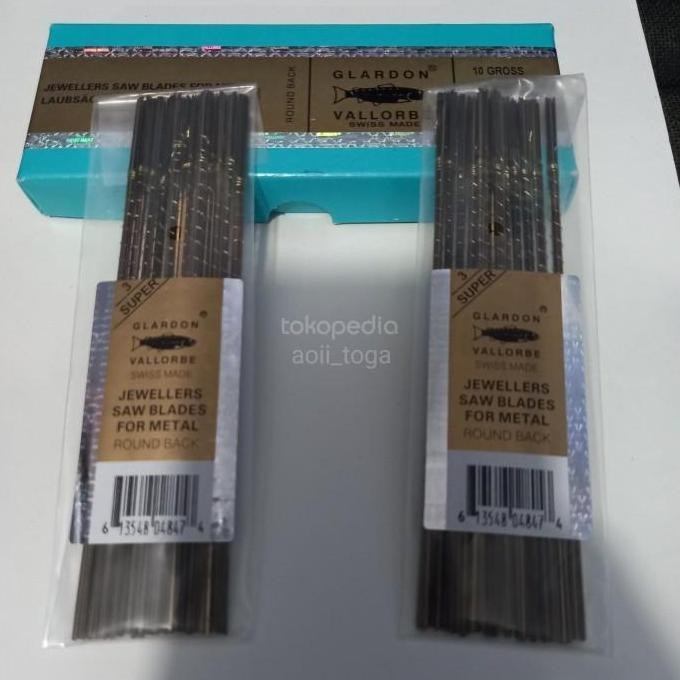 JEWELLERS SAW BLADES FOR
LAUBSÄ
ROUND BACK
GLARDON®
VALLORBE
SWISS MADE
10 GROSS
3
SUPER
GLARDON®
VALLORBE
SWISS MADE
JEWELLERS
SAW BLADES
FOR METAL
ROUND BACK
6 13548 04847 4
3
SUPER
GLARDON®
VALLORBE
SWISS MADE
JEWELLERS
SAW BLADES
FOR METAL
ROUND BACK
6 13548 04847 4
tokopedia
aoii_toga